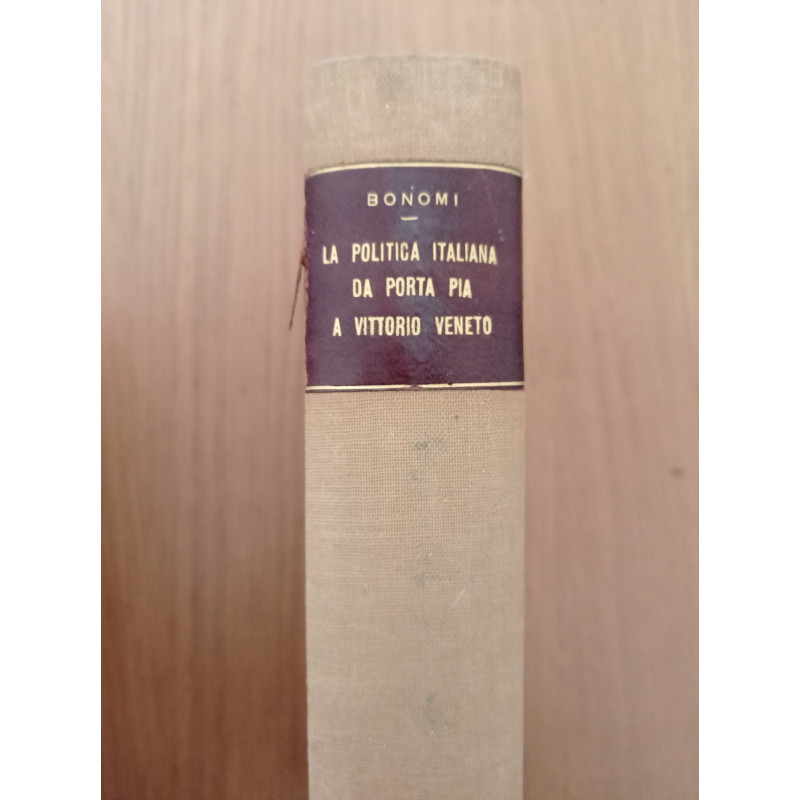 BONOMI
LA POLITICA ITALIANA
DA PORTA PIA
A VITTORIO VENETO